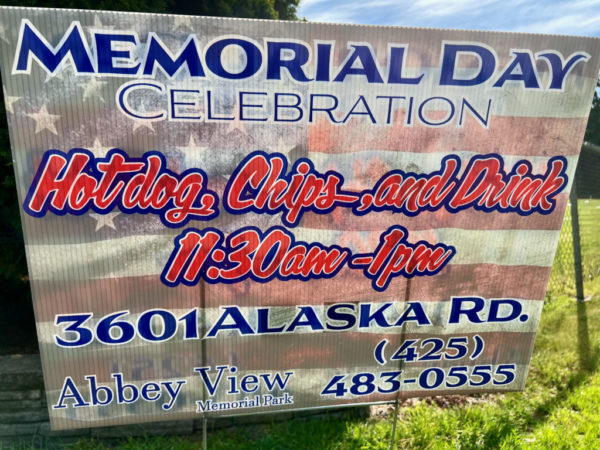 MEMORIAL DAY
CELEBRATION
Hotdog, Chips, and Drink
11:30am -1pm
3601 ALASKA RD.
(425)
Abbey View 483-0555
Memorial Park